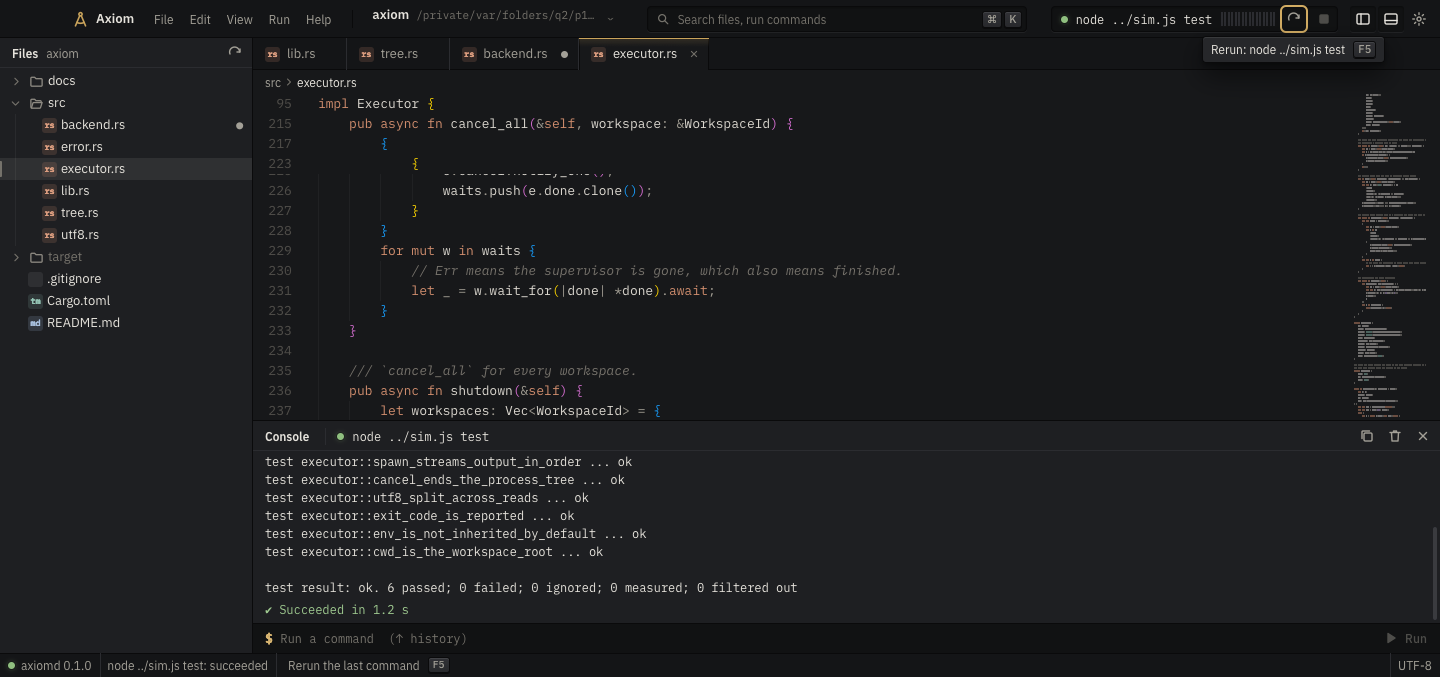 Axiom File Edit View Run Help axiom /private/var/folders/q2/p1… Search files, run commands ⌘ K node ../sim.js test
Rerun: node ../sim.js test F5
Files axiom
docs
src
backend.rs
error.rs
executor.rs
lib.rs
tree.rs
utf8.rs
target
.gitignore
Cargo.toml
README.md
lib.rs tree.rs backend.rs executor.rs
src > executor.rs
95 impl Executor {
215 pub async fn cancel_all(&self, workspace: &WorkspaceId) {
217 {
223 {
226 waits.push(e.done.clone());
227 }
228 }
229 for mut w in waits {
230 // Err means the supervisor is gone, which also means finished.
231 let _ = w.wait_for(|done| *done).await;
232 }
233 }
234
235 /// `cancel_all` for every workspace.
236 pub async fn shutdown(&self) {
237 let workspaces: Vec<WorkspaceId> = {
Console node ../sim.js test
test executor::spawn_streams_output_in_order ... ok
test executor::cancel_ends_the_process_tree ... ok
test executor::utf8_split_across_reads ... ok
test executor::exit_code_is_reported ... ok
test executor::env_is_not_inherited_by_default ... ok
test executor::cwd_is_the_workspace_root ... ok
test result: ok. 6 passed; 0 failed; 0 ignored; 0 measured; 0 filtered out
✔ Succeeded in 1.2 s
$ Run a command (↑ history) Run
axiomd 0.1.0 node ../sim.js test: succeeded Rerun the last command F5 UTF-8